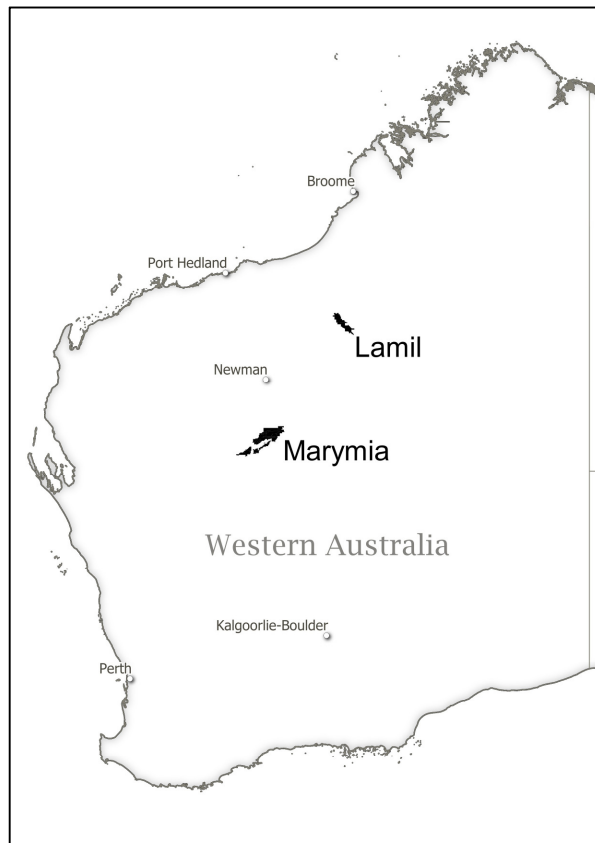 Broome
Port Hedland
Lamil
Newman
Marymia
Western Australia
Kalgoorlie-Boulder
Perth